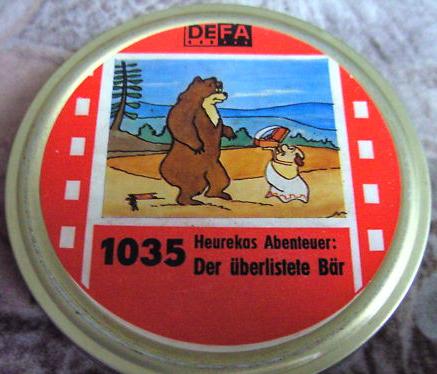 DEFA
1035
Heurekas Abenteuer:
Der überlistete Bär